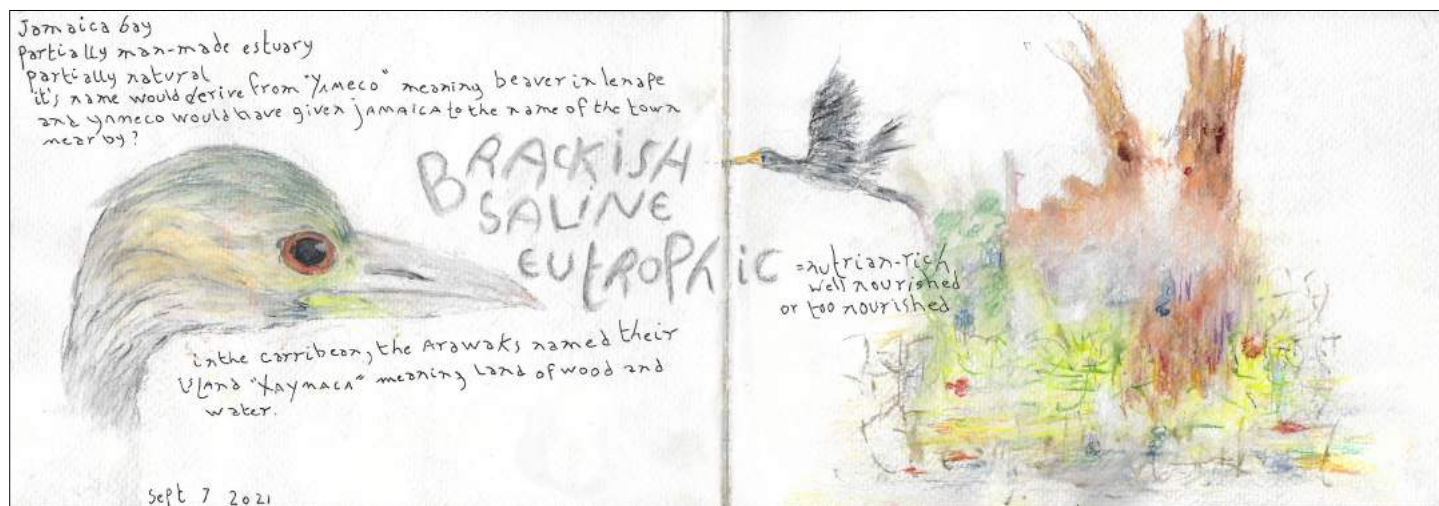 Jamaica bay
partially man-made estuary
partially natural
it's name would derive from "YAMECO" meaning beaver in lenape
and yameco would have given JAMAICA to the name of the town
near by?
BRACKISH
SALINE
EUTROPHIC
=nutrian-rich
well nourished
or too nourished
in the carribean, the Arawaks named their
island "XAYMACA" meaning land of wood and
water.
Sept 7 2021